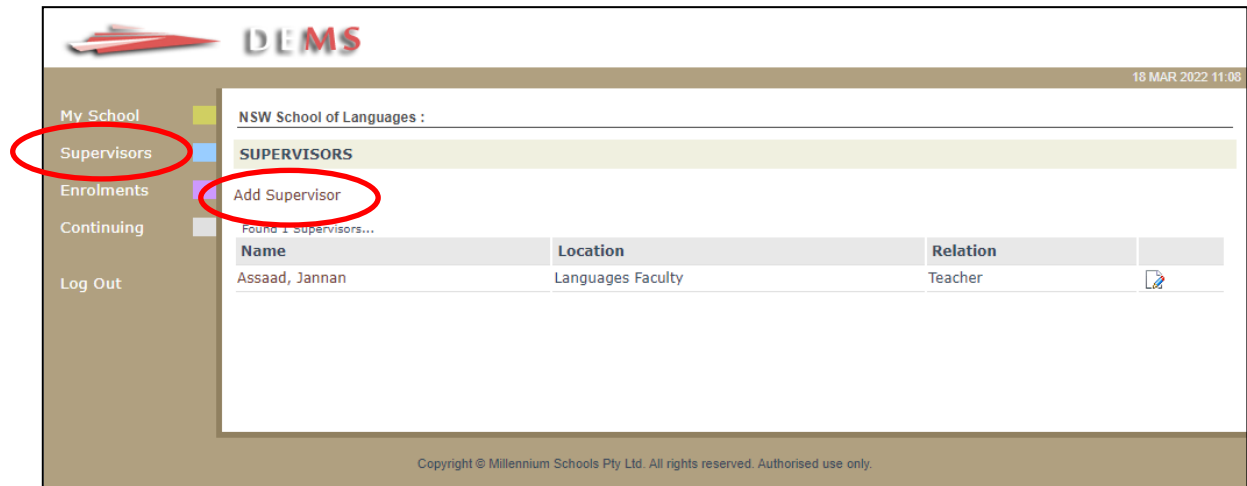 DEMS
18 MAR 2022 11:08
My School
Supervisors
Enrolments
Continuing
Log Out
NSW School of Languages :
SUPERVISORS
Add Supervisor
Found 1 Supervisors...
Name Location Relation
Assaad, Jannan Languages Faculty Teacher
Copyright © Millennium Schools Pty Ltd. All rights reserved. Authorised use only.